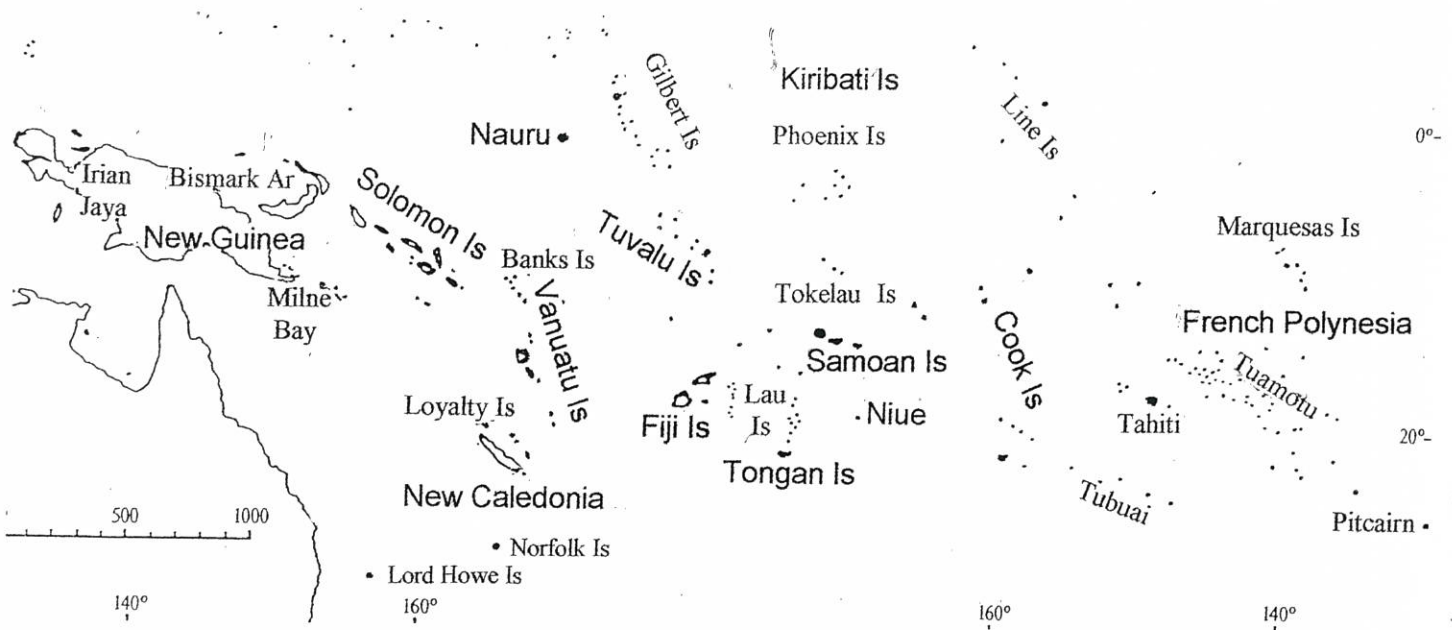 Gilbert Is
Kiribati Is
Line Is
Nauru
Phoenix Is
0°
Irian
Jaya
Bismark Ar
Solomon Is
New Guinea
Tuvalu Is
Marquesas Is
Banks Is
Milne
Bay
Vanuatu Is
Tokelau Is
Cook Is
French Polynesia
Samoan Is
Tuamotu
Loyalty Is
Fiji Is
Lau
Is
Niue
Tahiti
20°
Tongan Is
New Caledonia
Tubuai
500
1000
Pitcairn
Norfolk Is
Lord Howe Is
140°
160°
160°
140°